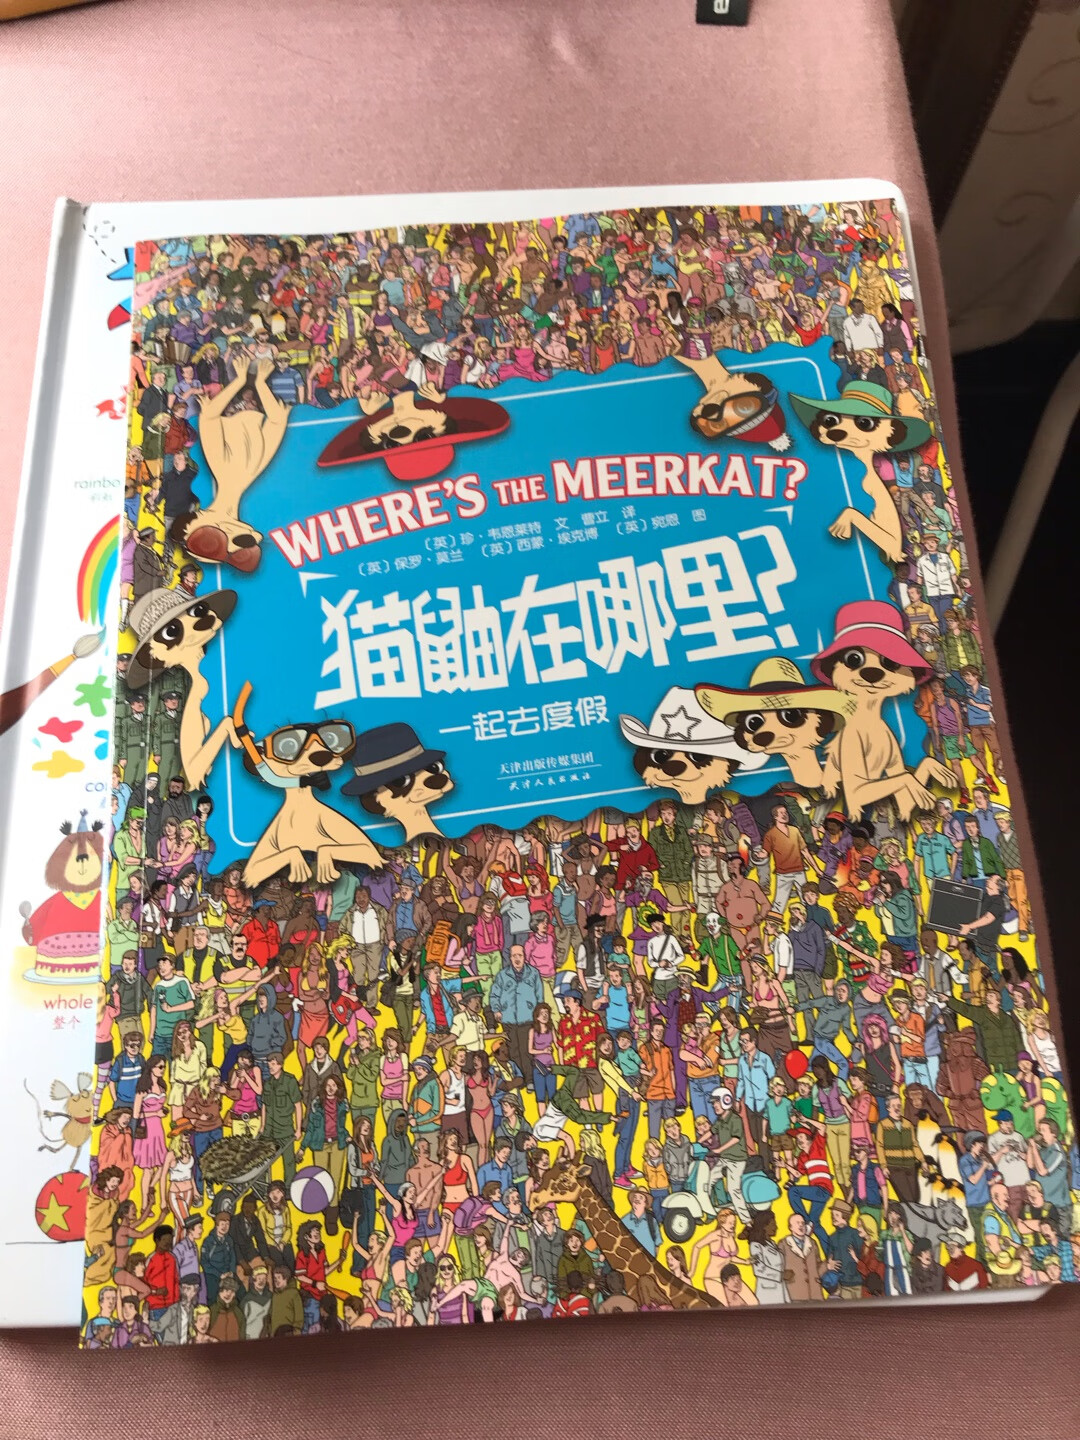 WHERE'S THE MEERKAT?
〔英〕珍·韦恩莱特 文 曹立 译
〔英〕保罗·莫兰 〔英〕西蒙·埃克博 〔英〕宛恩 图
猫鼬在哪里?
一起去度假
天津出版传媒集团
天津人民出版社
rainbo
彩虹
co
whole
整个
e